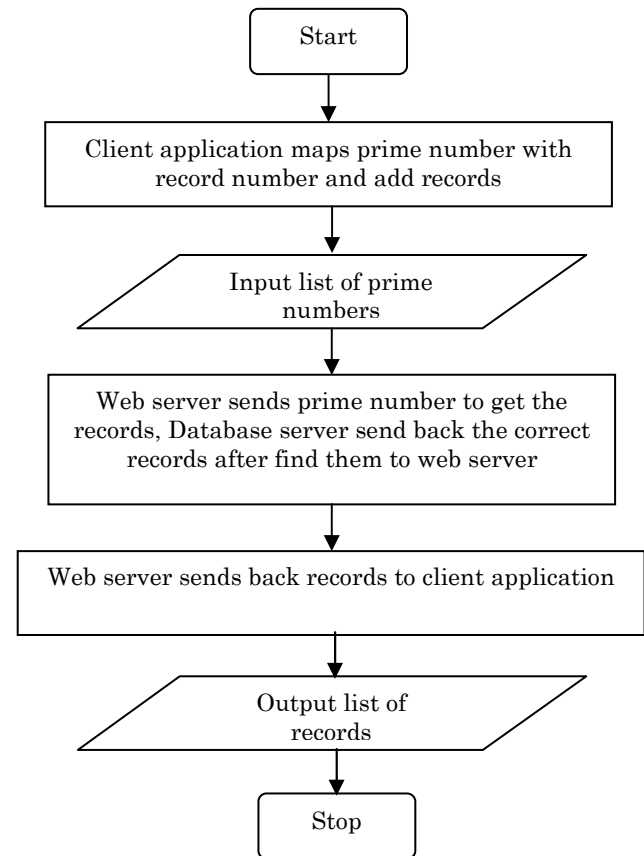 Start
Client application maps prime number with
record number and add records
Input list of prime
numbers
Web server sends prime number to get the
records, Database server send back the correct
records after find them to web server
Web server sends back records to client application
Output list of
records
Stop